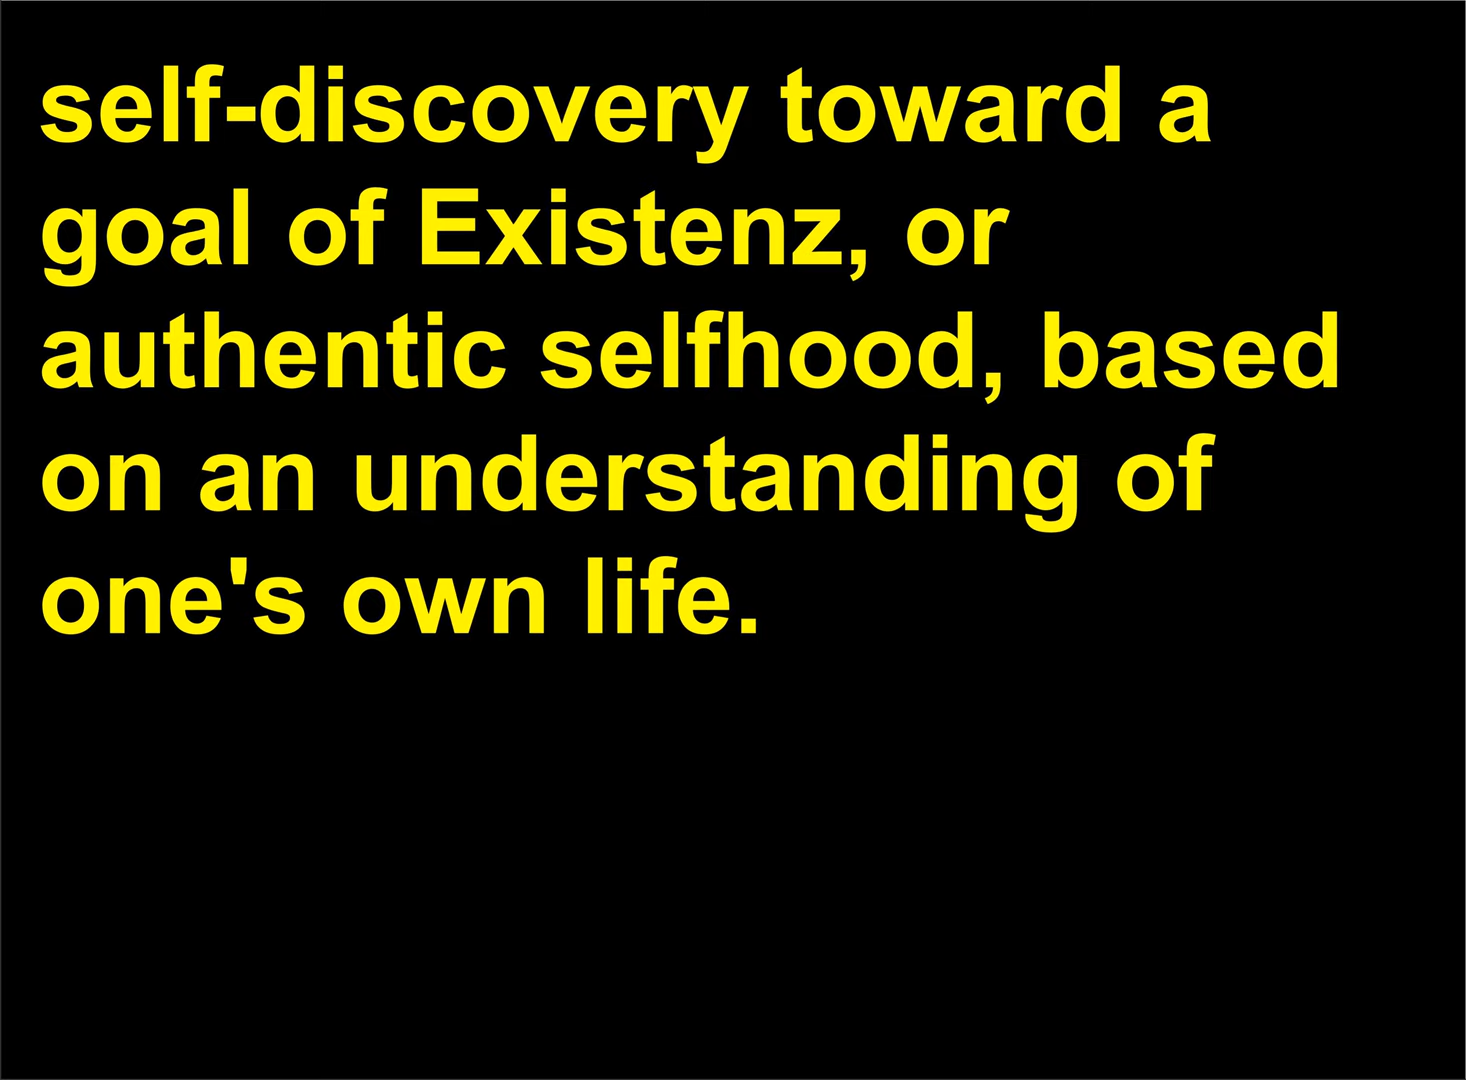 self-discovery toward a
goal of Existenz, or
authentic selfhood, based
on an understanding of
one's own life.